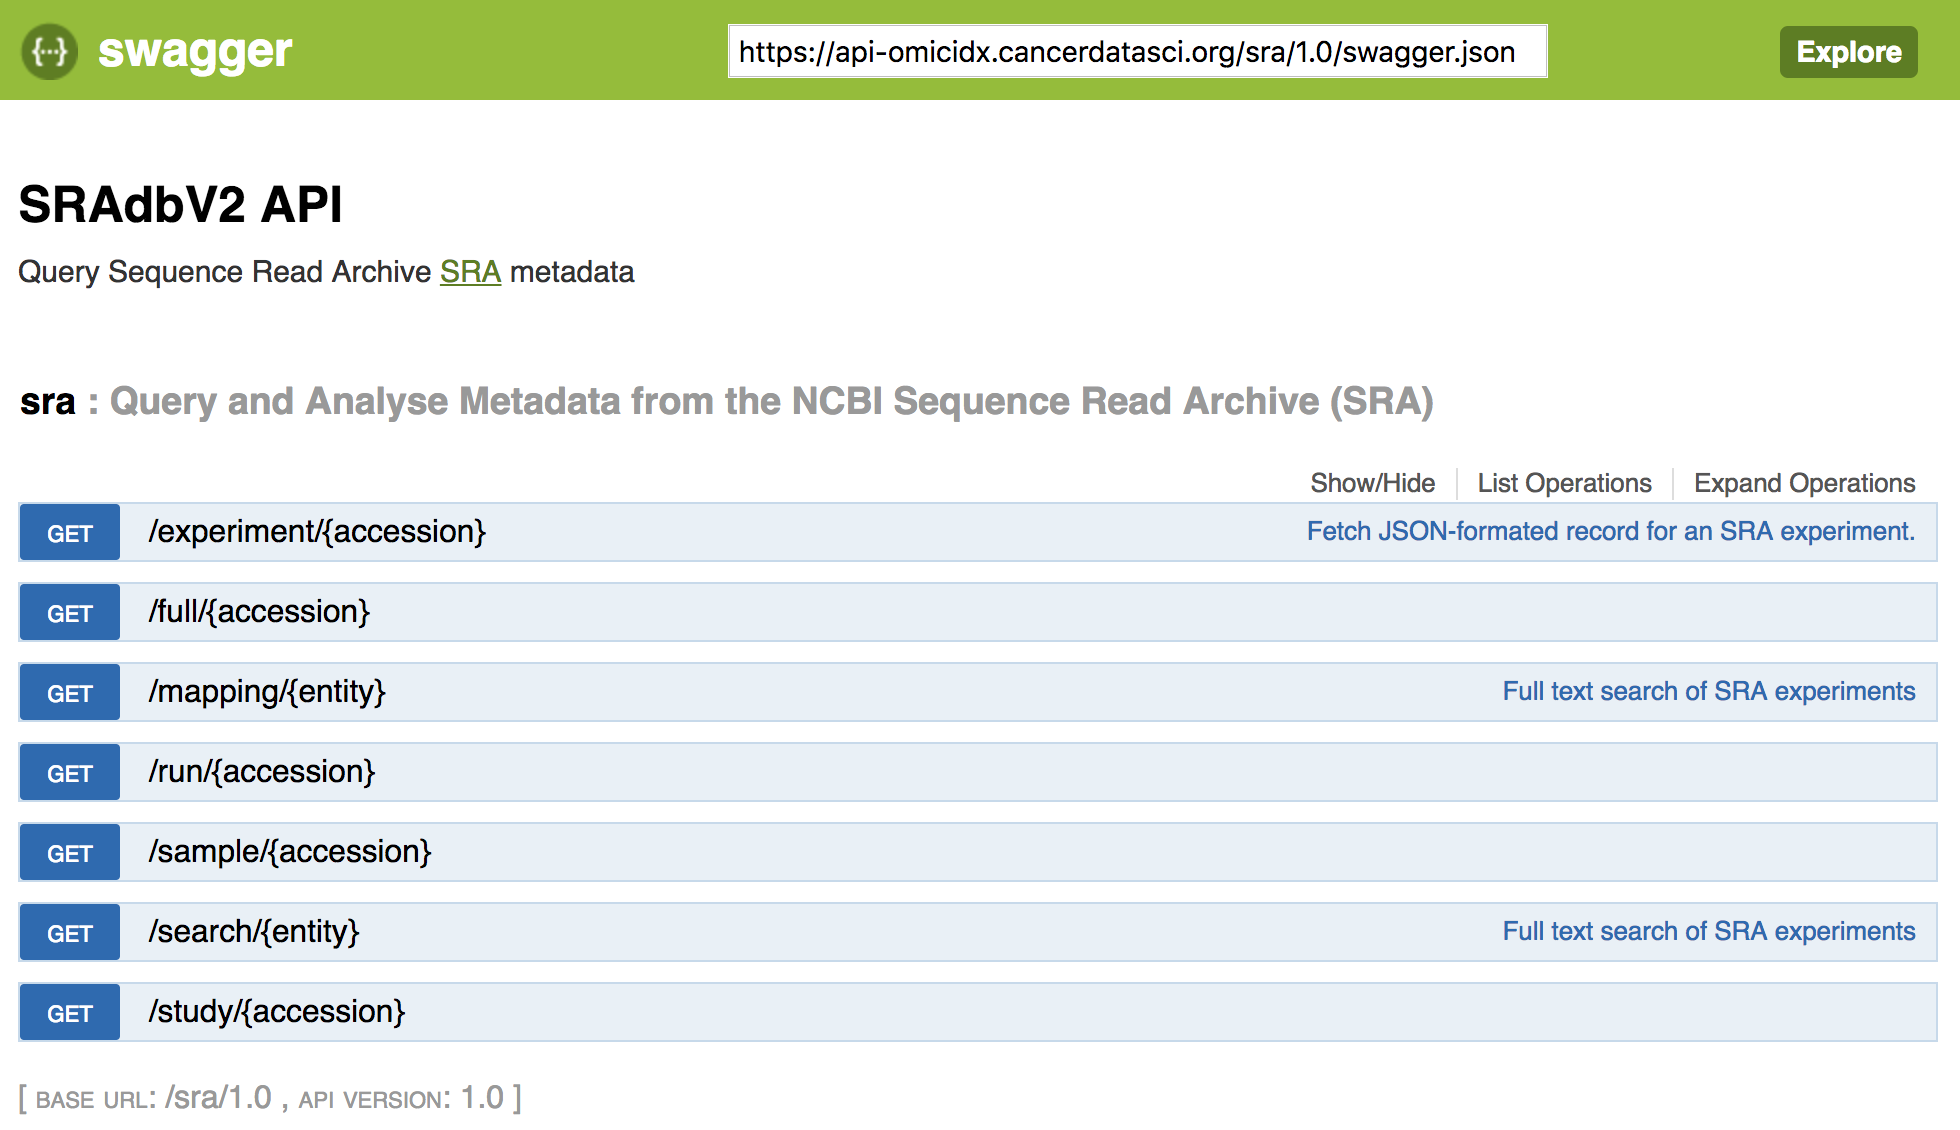 {···} swagger https://api-omicidx.cancerdatasci.org/sra/1.0/swagger.json Explore
SRAdbV2 API
Query Sequence Read Archive SRA metadata
sra : Query and Analyse Metadata from the NCBI Sequence Read Archive (SRA)
Show/Hide List Operations Expand Operations
GET /experiment/{accession} Fetch JSON-formated record for an SRA experiment.
GET /full/{accession}
GET /mapping/{entity} Full text search of SRA experiments
GET /run/{accession}
GET /sample/{accession}
GET /search/{entity} Full text search of SRA experiments
GET /study/{accession}
[ BASE URL: /sra/1.0 , API VERSION: 1.0 ]